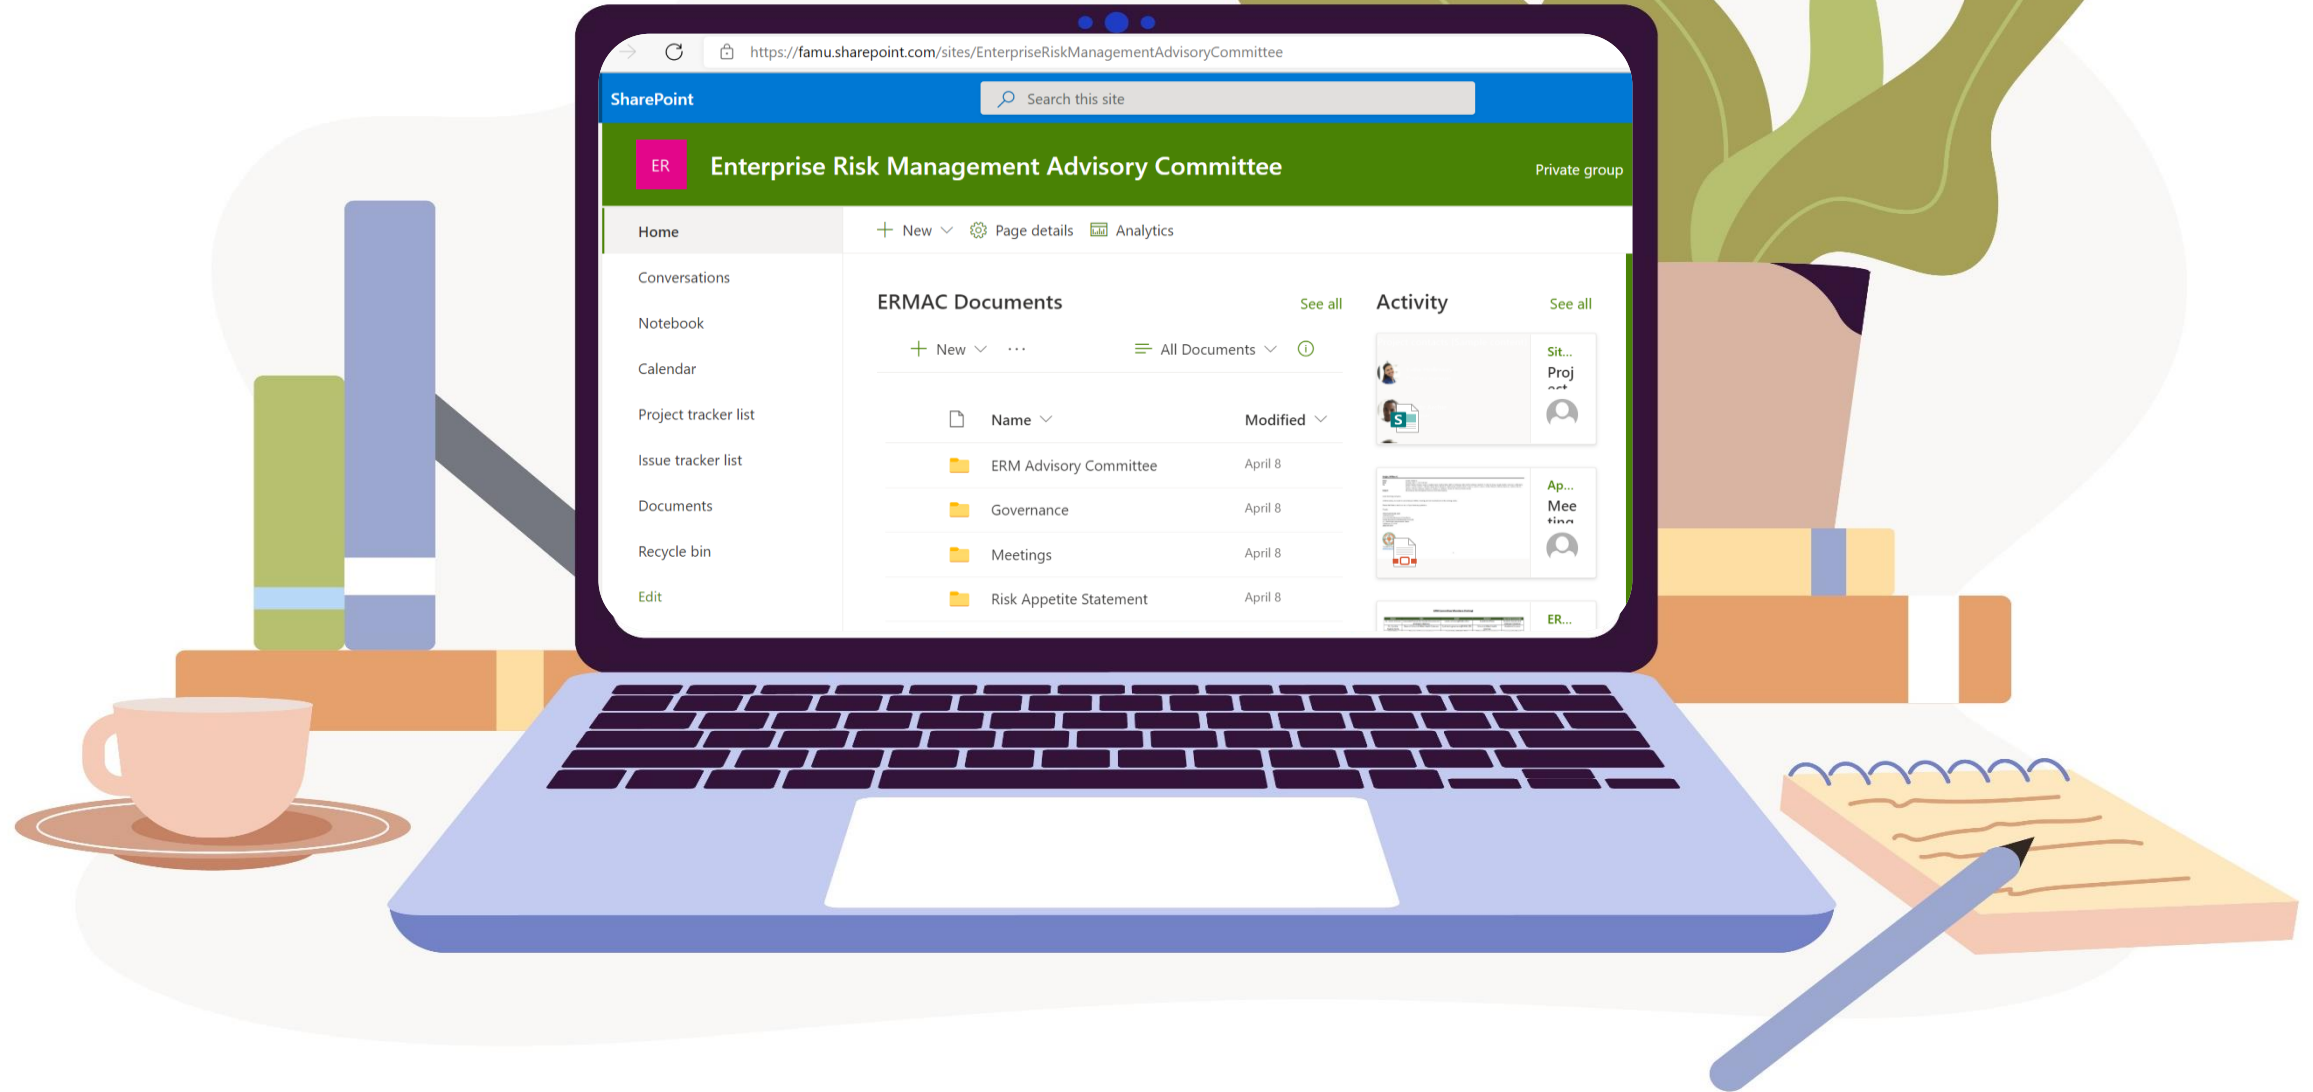 https://famu.sharepoint.com/sites/EnterpriseRiskManagementAdvisoryCommittee
SharePoint
Search this site
ER
Enterprise Risk Management Advisory Committee
Private group
Home
Conversations
Notebook
Calendar
Project tracker list
Issue tracker list
Documents
Recycle bin
Edit
New
Page details
Analytics
ERMAC Documents
See all
New
...
All Documents
Name
Modified
ERM Advisory Committee
April 8
Governance
April 8
Meetings
April 8
Risk Appetite Statement
April 8
Activity
See all
Sit...
Proj
S
Ap...
Mee
ting
ER...